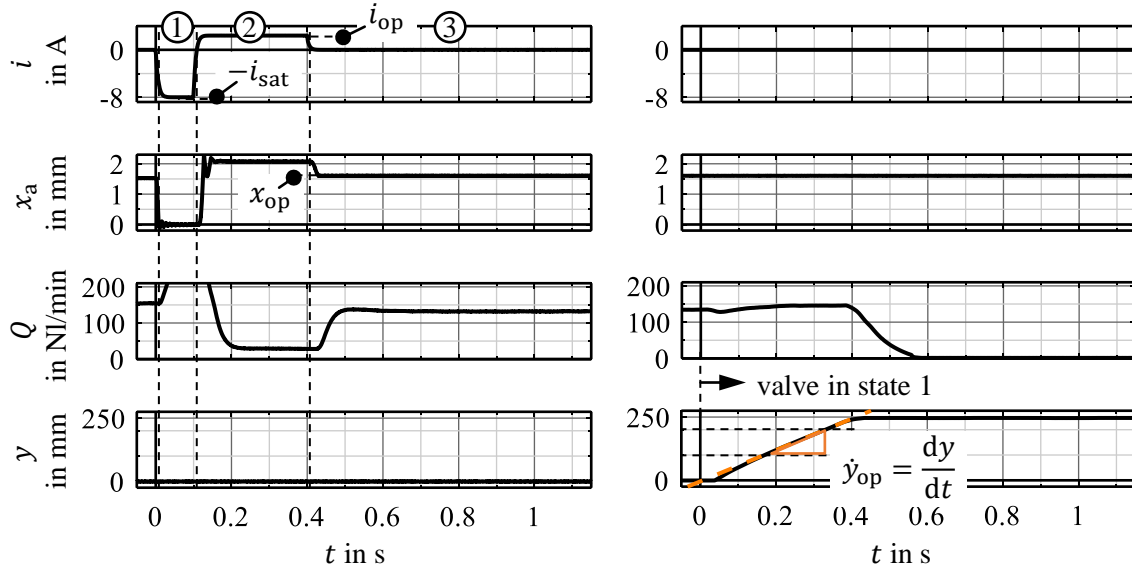 ① ② ③
i_op
−i_sat
i
in A
0
-8
0
-8
x_a
in mm
2
1
0
x_op
2
1
0
Q
in Nl/min
200
100
0
200
100
0
valve in state 1
y
in mm
250
0
250
0
ẏ_op = dy/dt
0 0.2 0.4 0.6 0.8 1
0 0.2 0.4 0.6 0.8 1
t in s
t in s